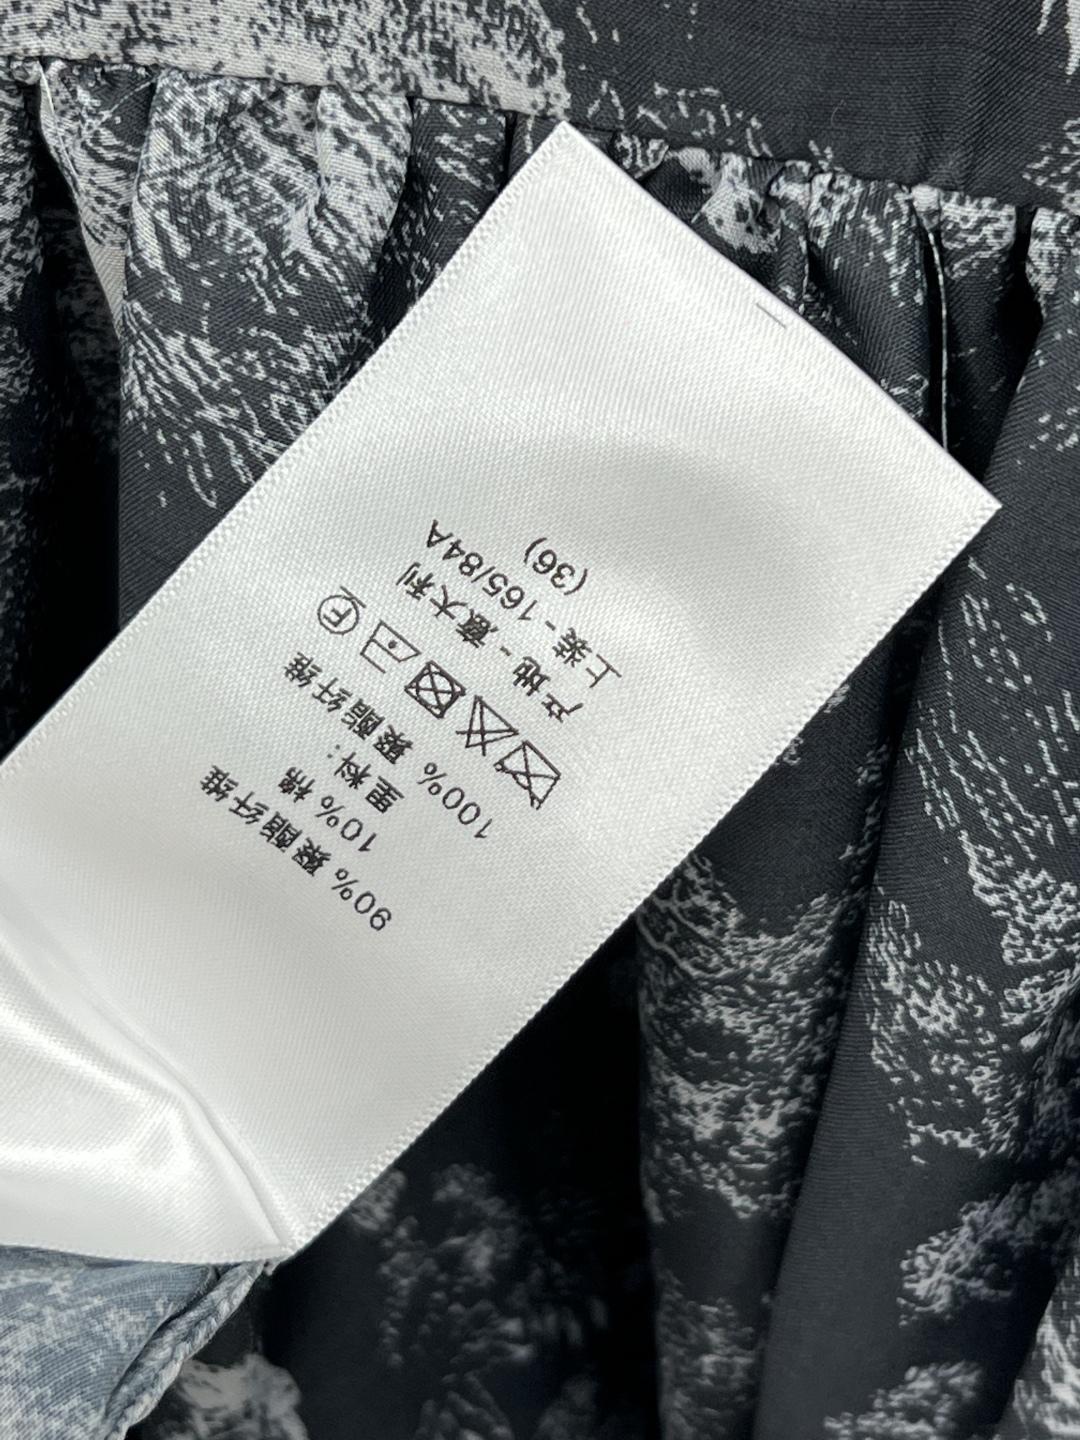 90% 聚酯纤维
10% 棉
里料:
100% 聚酯纤维
F
产地 - 意大利
上装 - 165/84A
(36)